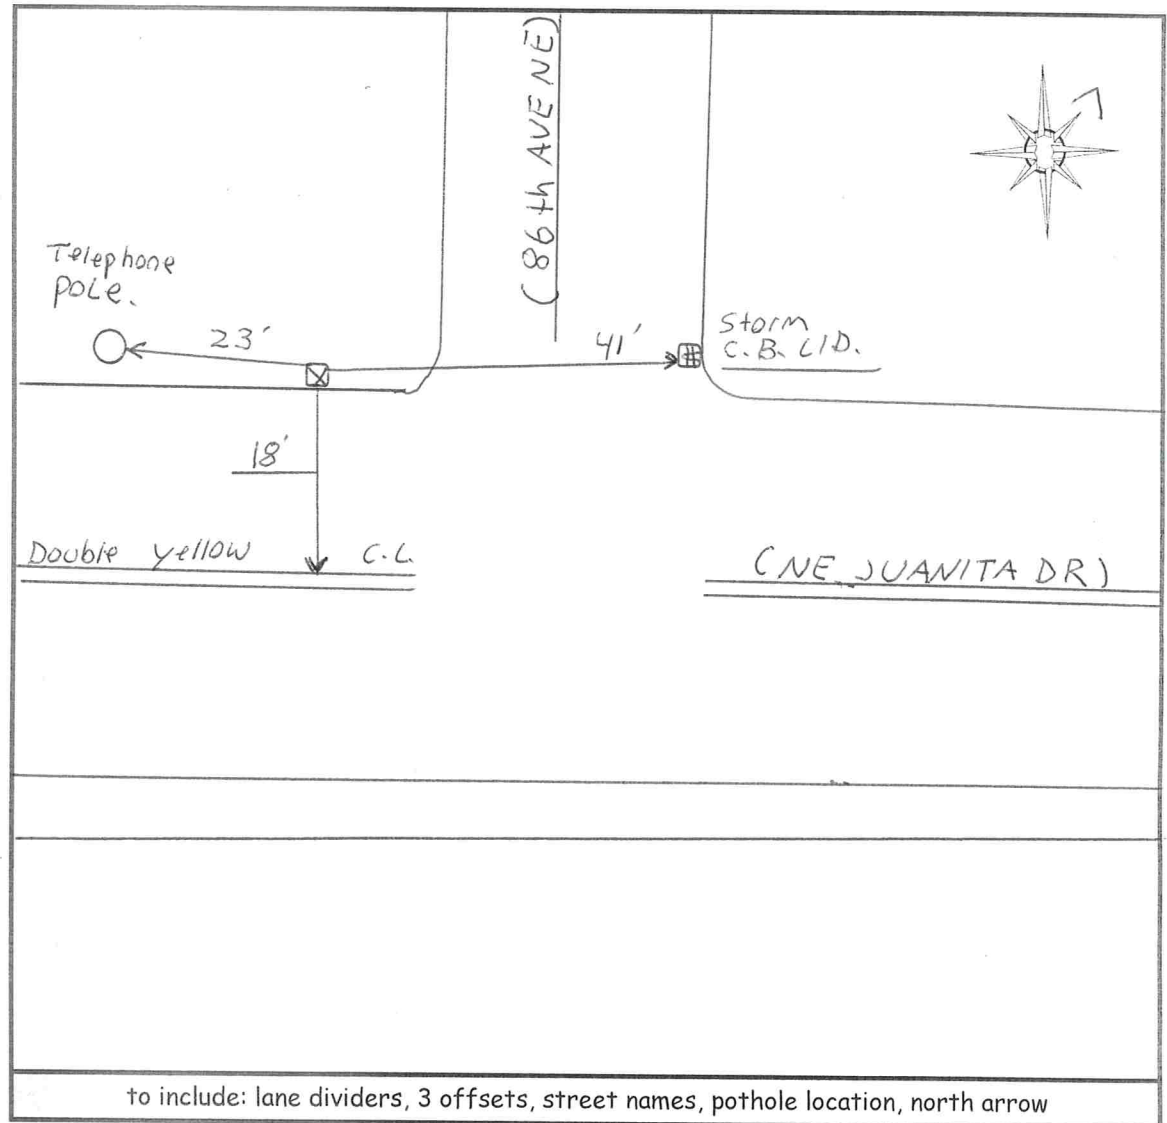 (86th AVE NE)
Telephone
pole.
23'
41'
Storm
C.B. LID.
18'
Double yellow C.L.
(NE JUANITA DR)
to include: lane dividers, 3 offsets, street names, pothole location, north arrow